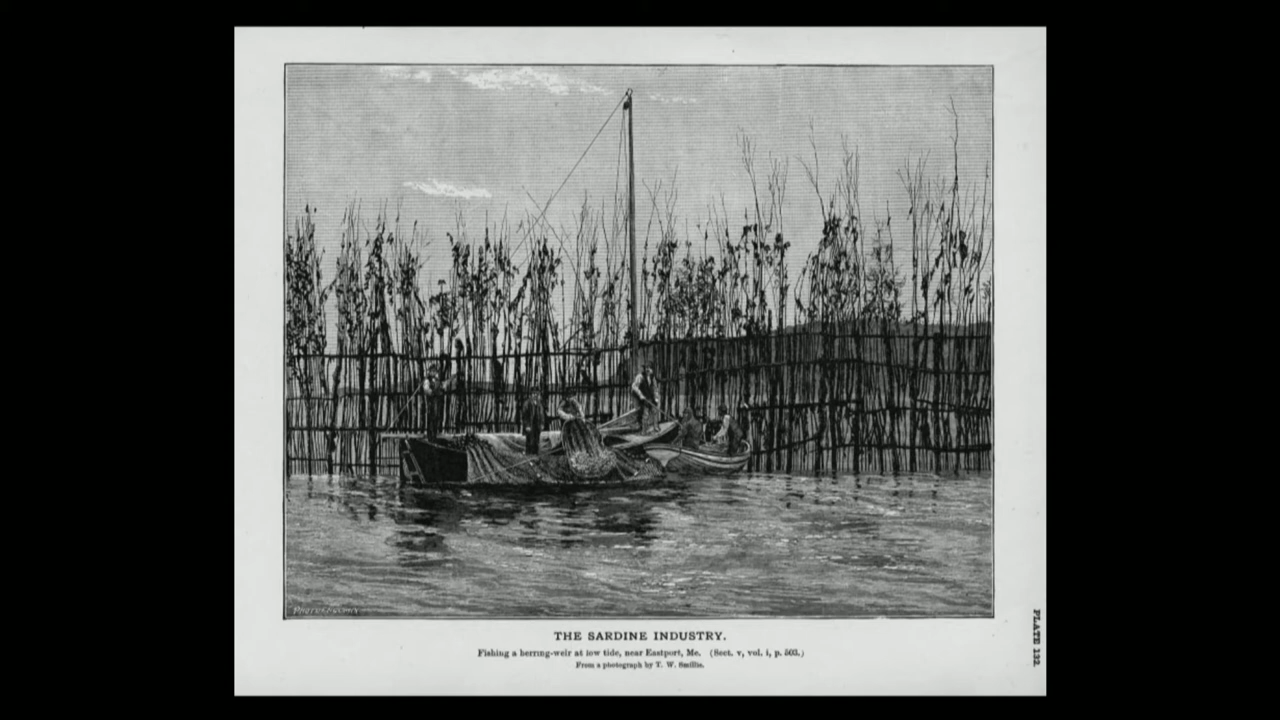 THE SARDINE INDUSTRY.
Fishing a herring-weir at low tide, near Eastport, Me. (Sect. v, vol. i, p. 503.)
From a photograph by T. W. Smillie.
PLATE 132.